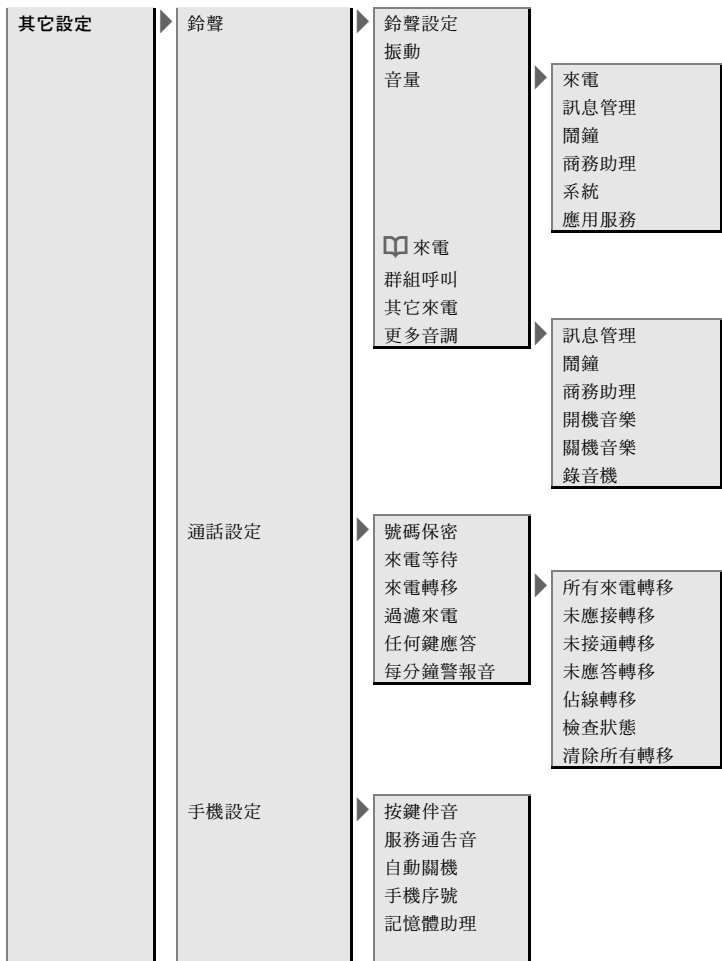 其它設定
鈴聲
鈴聲設定
振動
音量
來電
訊息管理
鬧鐘
商務助理
系統
應用服務
來電
群組呼叫
其它來電
更多音調
訊息管理
鬧鐘
商務助理
開機音樂
關機音樂
錄音機
通話設定
號碼保密
來電等待
來電轉移
過濾來電
任何鍵應答
每分鐘警報音
所有來電轉移
未應接轉移
未接通轉移
未應答轉移
佔線轉移
檢查狀態
清除所有轉移
手機設定
按鍵伴音
服務通告音
自動關機
手機序號
記憶體助理